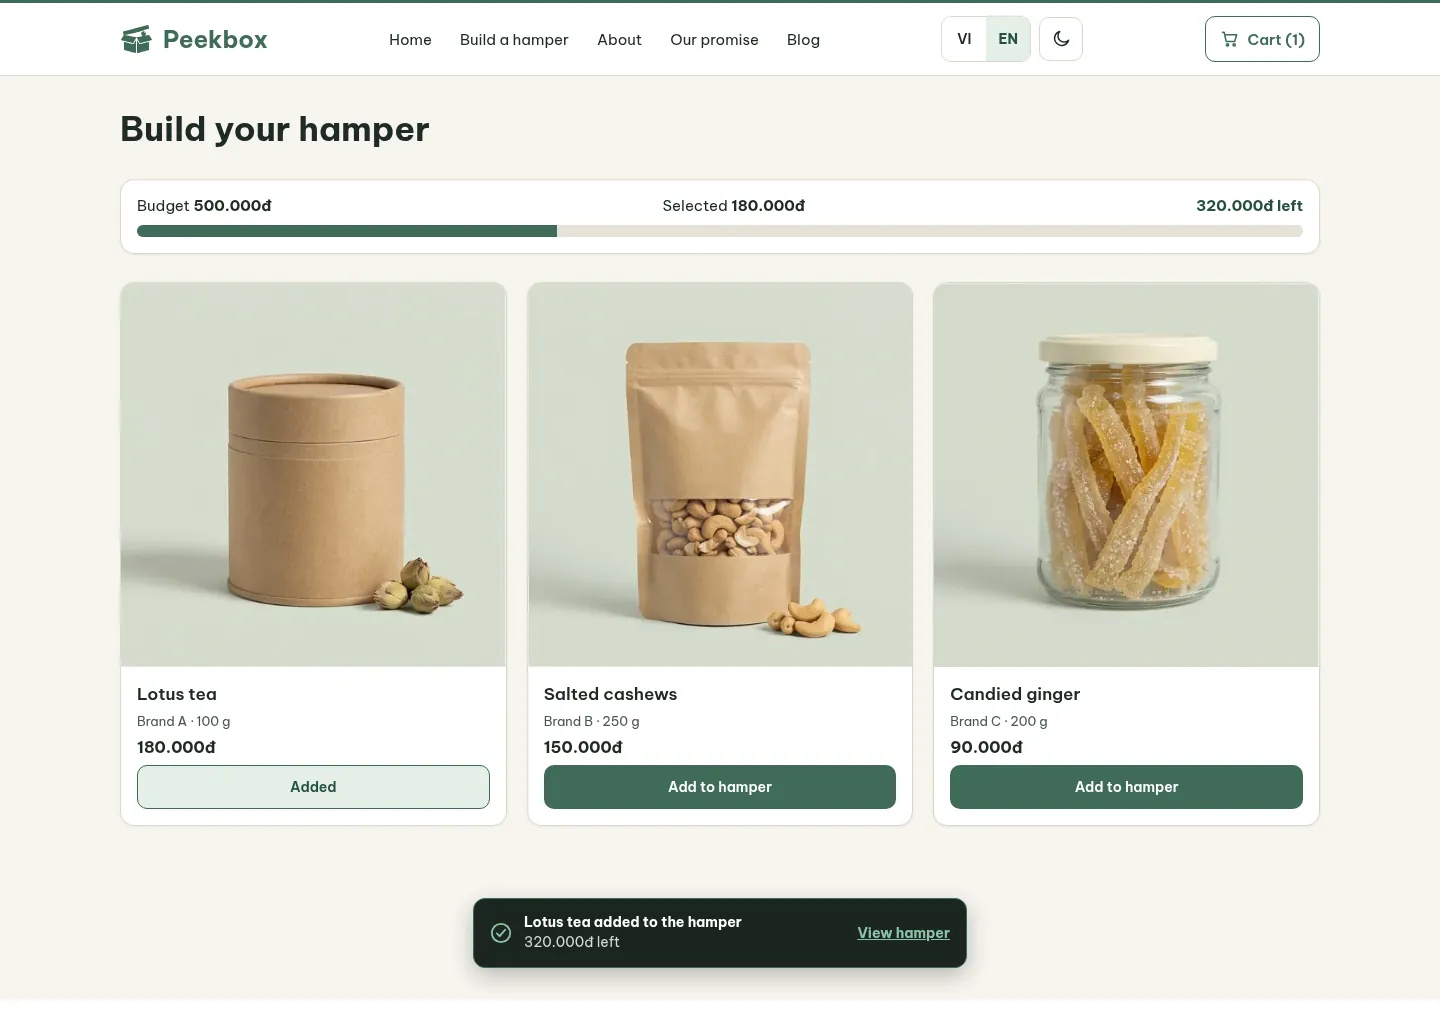 Peekbox
Home
Build a hamper
About
Our promise
Blog
VI
EN
Cart (1)
Build your hamper
Budget 500.000đ
Selected 180.000đ
320.000đ left
Lotus tea
Brand A · 100 g
180.000đ
Added
Salted cashews
Brand B · 250 g
150.000đ
Add to hamper
Candied ginger
Brand C · 200 g
90.000đ
Add to hamper
Lotus tea added to the hamper
320.000đ left
View hamper